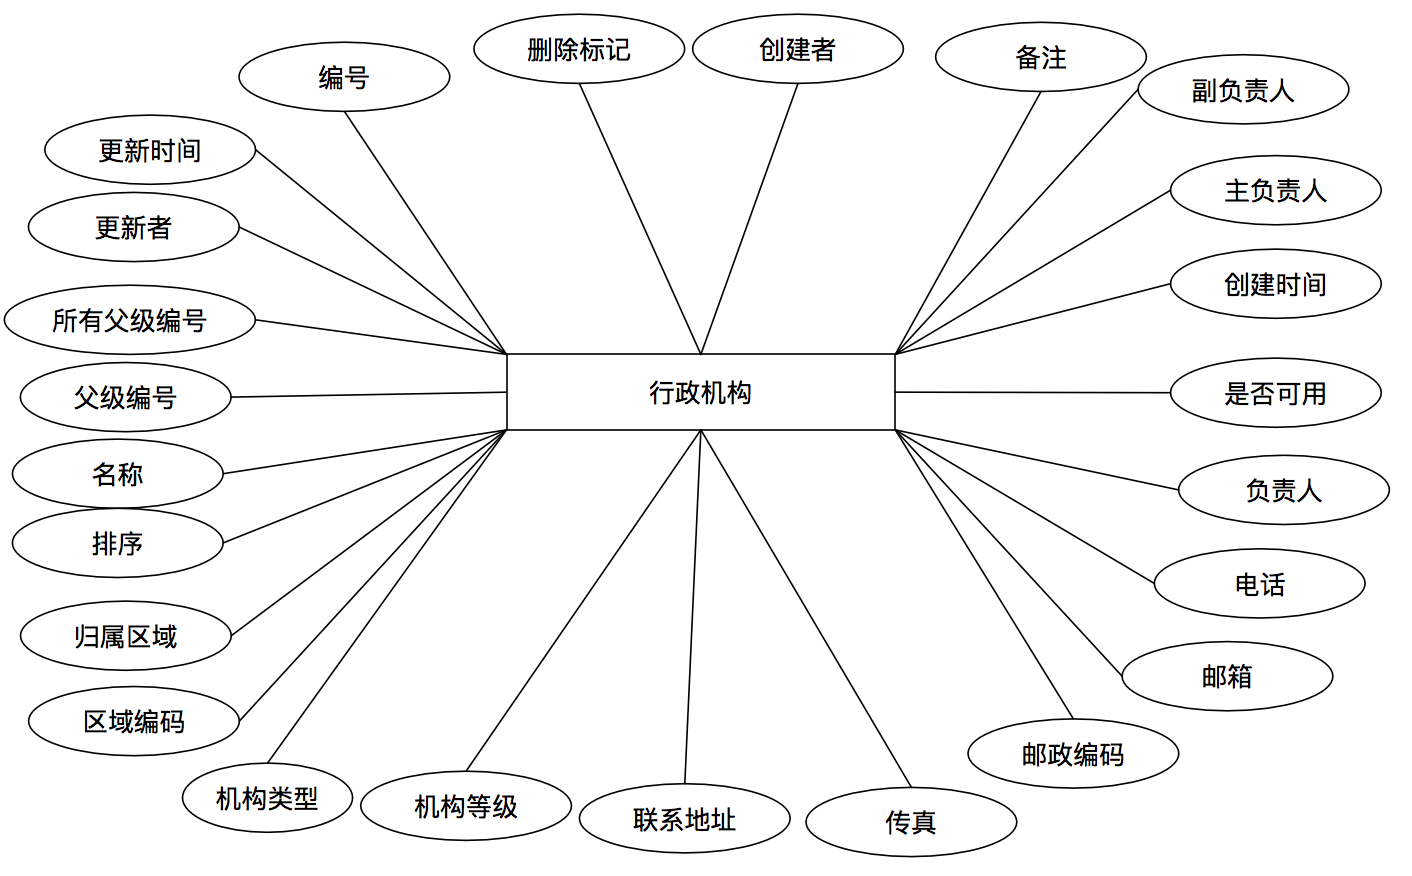 删除标记
创建者
备注
编号
副负责人
更新时间
主负责人
更新者
创建时间
所有父级编号
行政机构
是否可用
父级编号
名称
负责人
排序
电话
归属区域
邮箱
区域编码
邮政编码
机构类型
机构等级
联系地址
传真